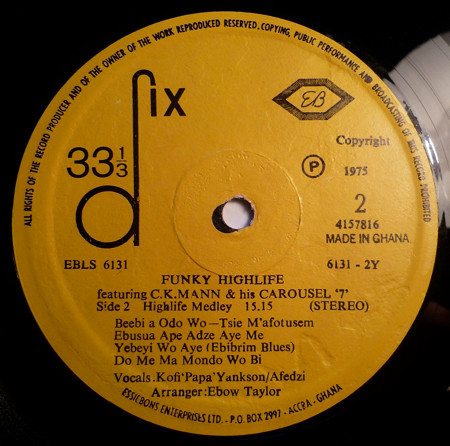 ALL RIGHTS OF THE RECORD PRODUCER AND OF THE OWNER OF THE WORK REPRODUCED RESERVED. COPYING, PUBLIC PERFORMANCE AND BROADCASTING OF THIS RECORD PROHIBITED
dix
EB
33 1/3
Copyright
P 1975
2
4157816
MADE IN GHANA
EBLS 6131
6131 - 2Y
FUNKY HIGHLIFE
featuring C.K.MANN & his CAROUSEL '7'
Side 2 Highlife Medley 15.15 (STEREO)
Beebi a Odo Wo—Tsie M'afotusem
Ebusua Ape Adze Aye Me
Yebeyi Wo Aye (Ebibrim Blues)
Do Me Ma Mondo Wo Bi
Vocals:Kofi 'Papa' Yankson/Afedzi
Arranger:Ebow Taylor
ESSIEBONS ENTERPRISES LTD. - P.O. BOX 2997 - ACCRA - GHANA